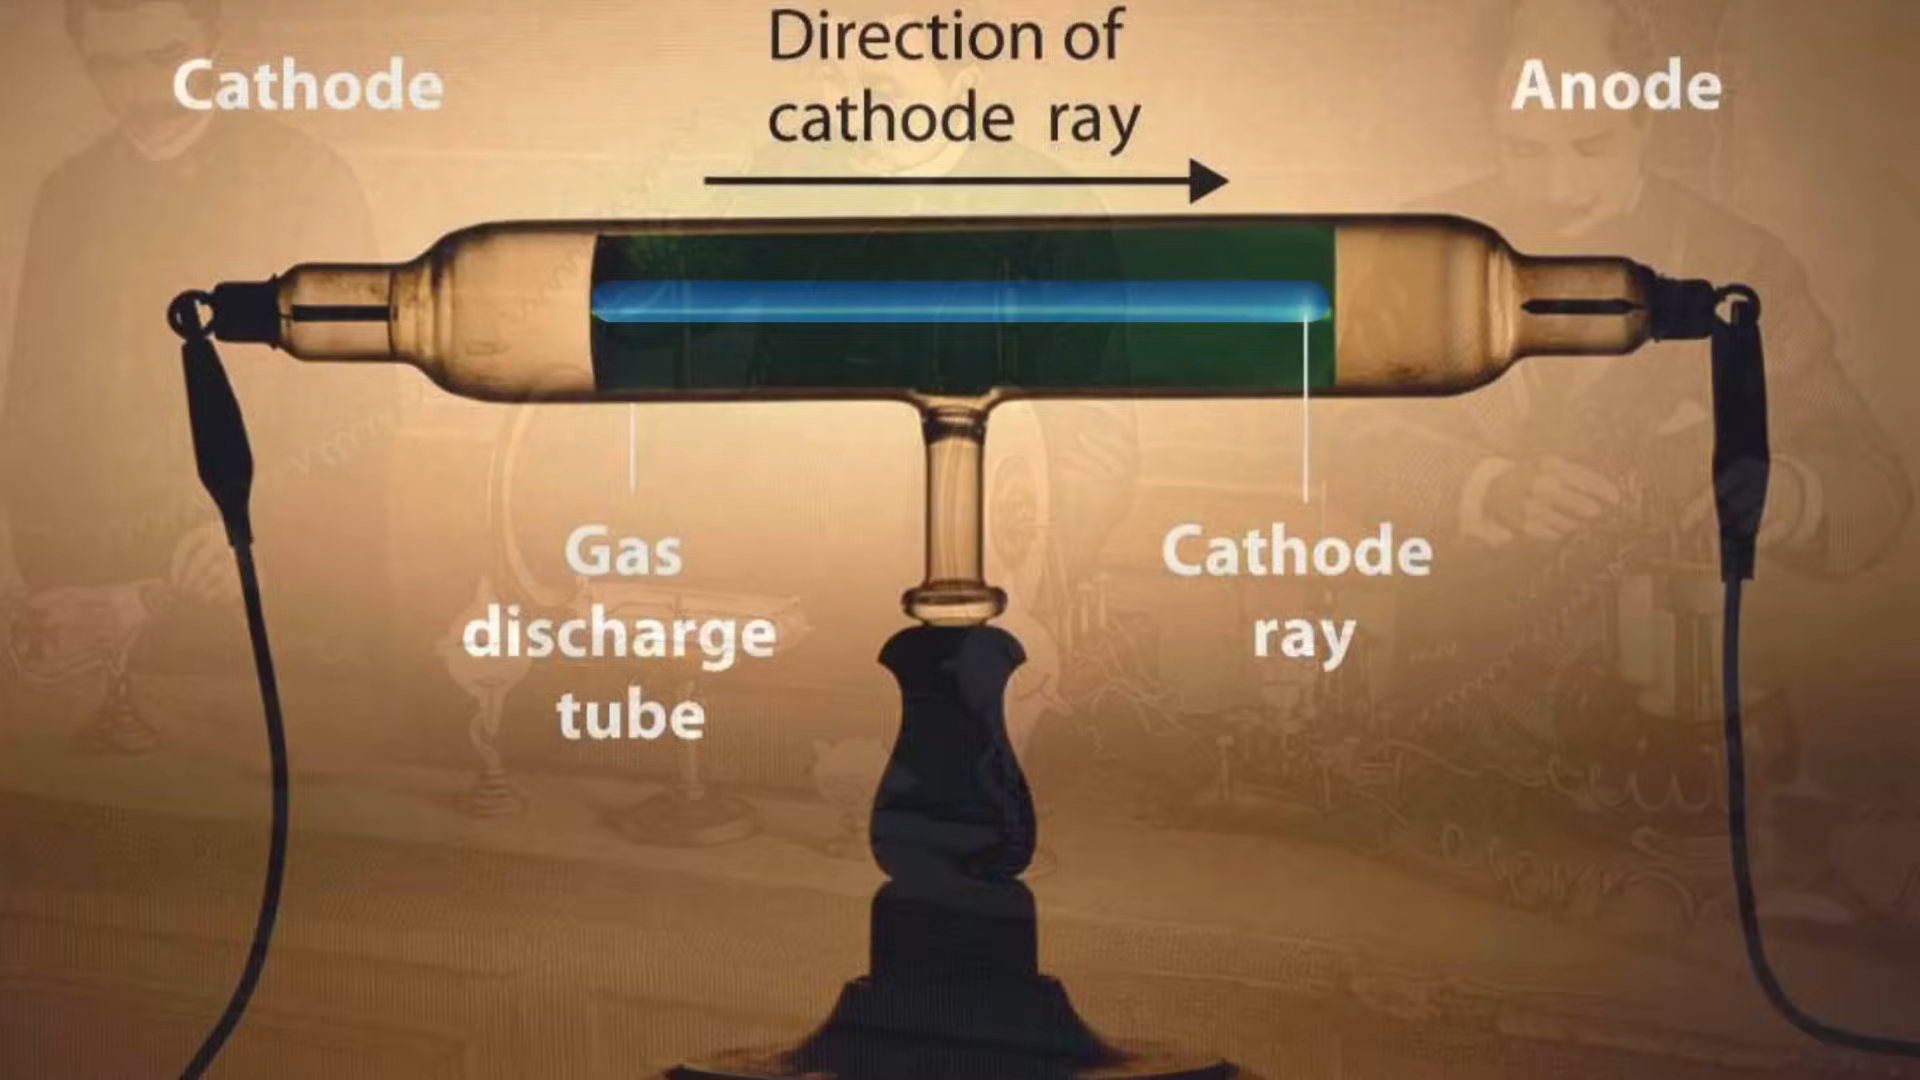 Cathode
Direction of
cathode ray
Anode
Gas
discharge
tube
Cathode
ray